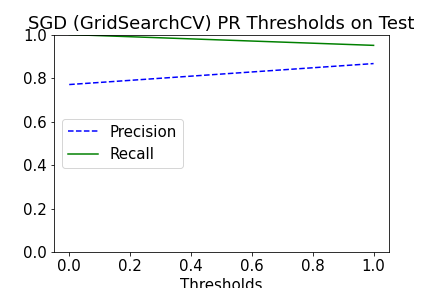 SGD (GridSearchCV) PR Thresholds on Test
1.0
0.8
0.6
0.4
0.2
0.0
Precision
Recall
0.0 0.2 0.4 0.6 0.8 1.0
Thresholds